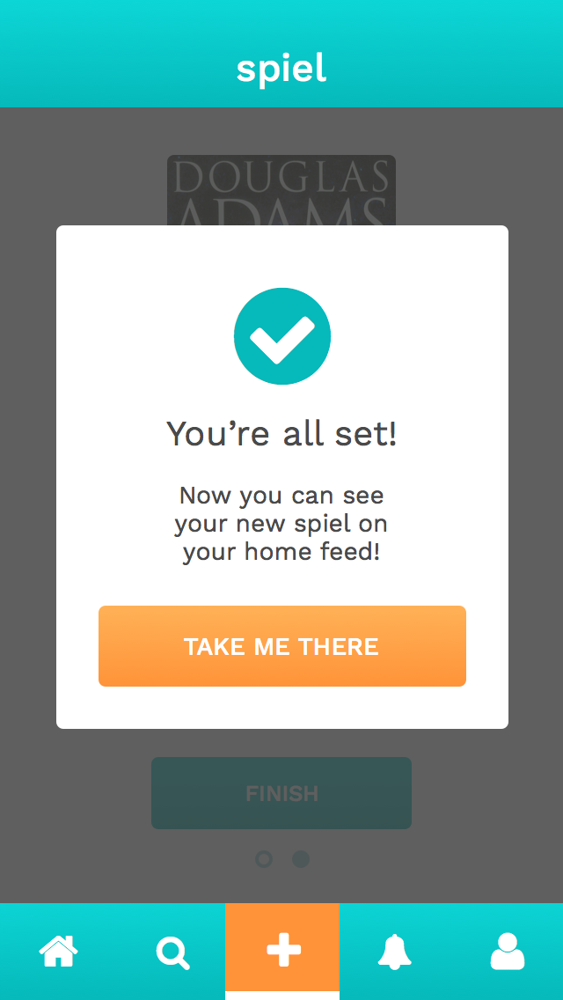 spiel
DOUGLAS
ADAMS
You're all set!
Now you can see
your new spiel on
your home feed!
TAKE ME THERE
FINISH